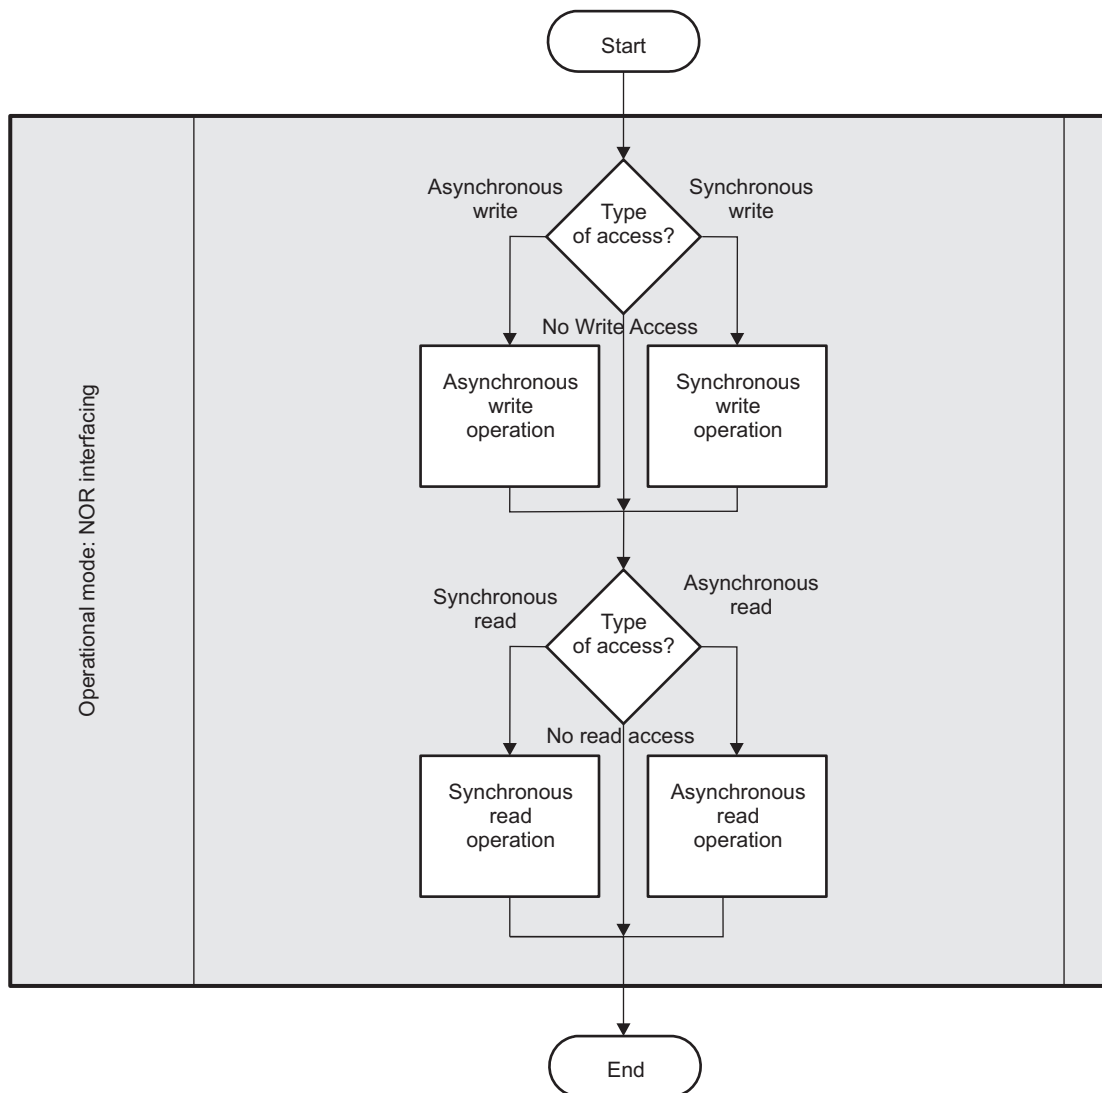 Start
Asynchronous
write
Synchronous
write
Type
of access?
No Write Access
Asynchronous
write
operation
Synchronous
write
operation
Operational mode: NOR interfacing
Synchronous
read
Asynchronous
read
Type
of access?
No read access
Synchronous
read
operation
Asynchronous
read
operation
End